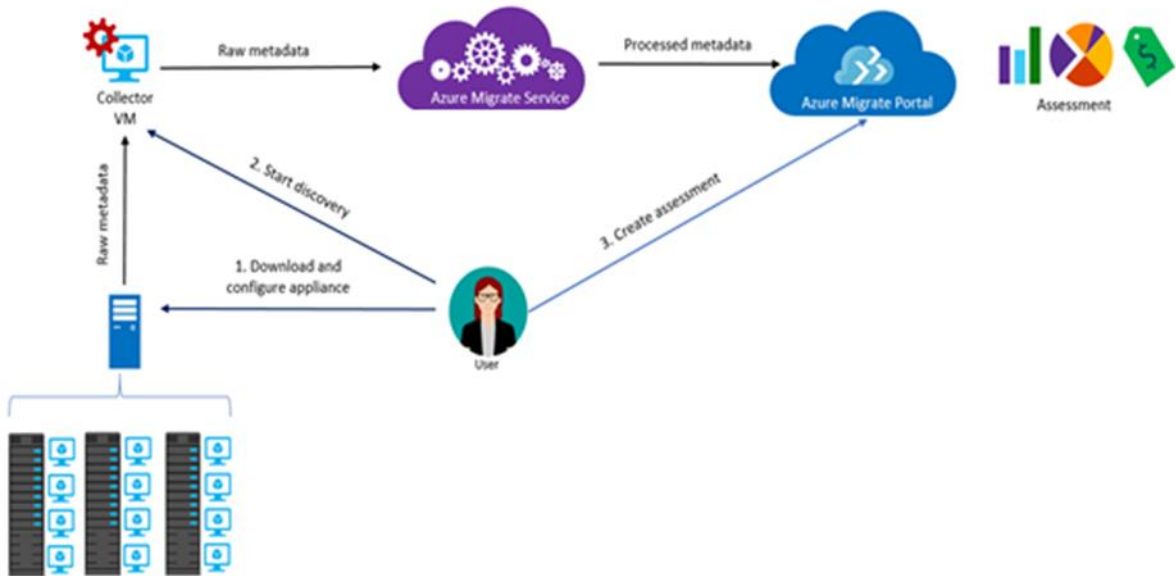 Raw metadata
Azure Migrate Service
Processed metadata
Azure Migrate Portal
Assessment
Collector
VM
Raw metadata
2. Start discovery
1. Download and
configure appliance
3. Create assessment
User